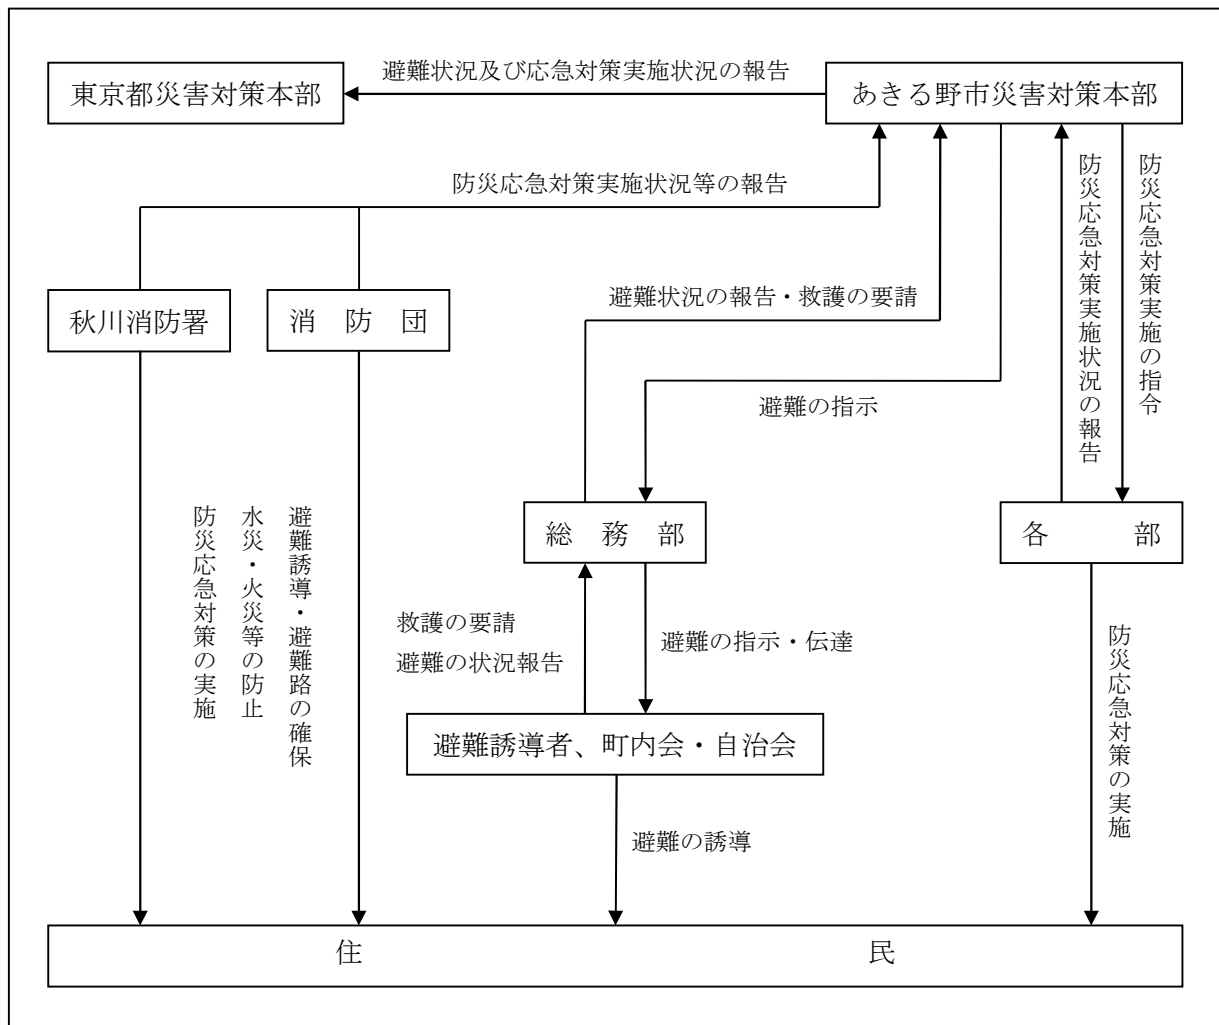 避難状況及び応急対策実施状況の報告
東京都災害対策本部
あきる野市災害対策本部
防災応急対策実施状況等の報告
防災応急対策実施状況の報告
防災応急対策実施の指令
秋川消防署
消防団
避難状況の報告・救護の要請
避難の指示
総務部
各部
避難誘導・避難路の確保
水災・火災等の防止
防災応急対策の実施
救護の要請
避難の状況報告
避難の指示・伝達
防災応急対策の実施
避難誘導者、町内会・自治会
避難の誘導
住民